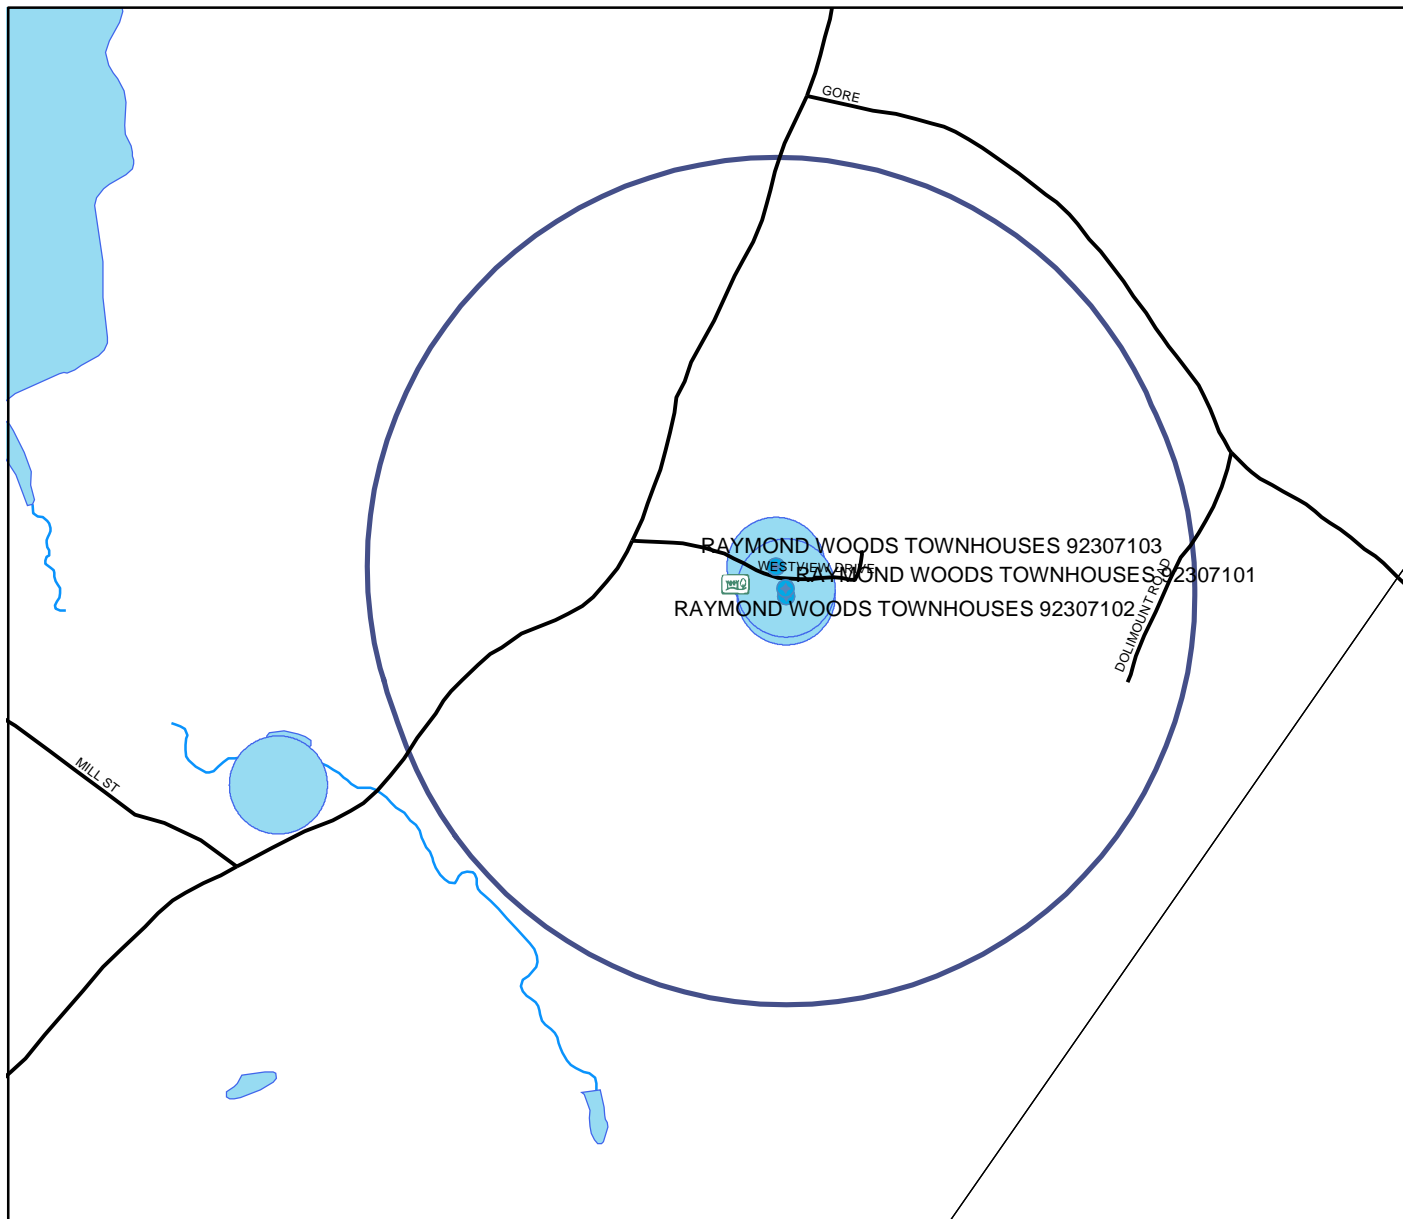 GORE
RAYMOND WOODS TOWNHOUSES 92307103
WESTVIEW DRIVE
RAYMOND WOODS TOWNHOUSES 92307101
RAYMOND WOODS TOWNHOUSES 92307102
DOLIMOUNT ROAD
MILL ST